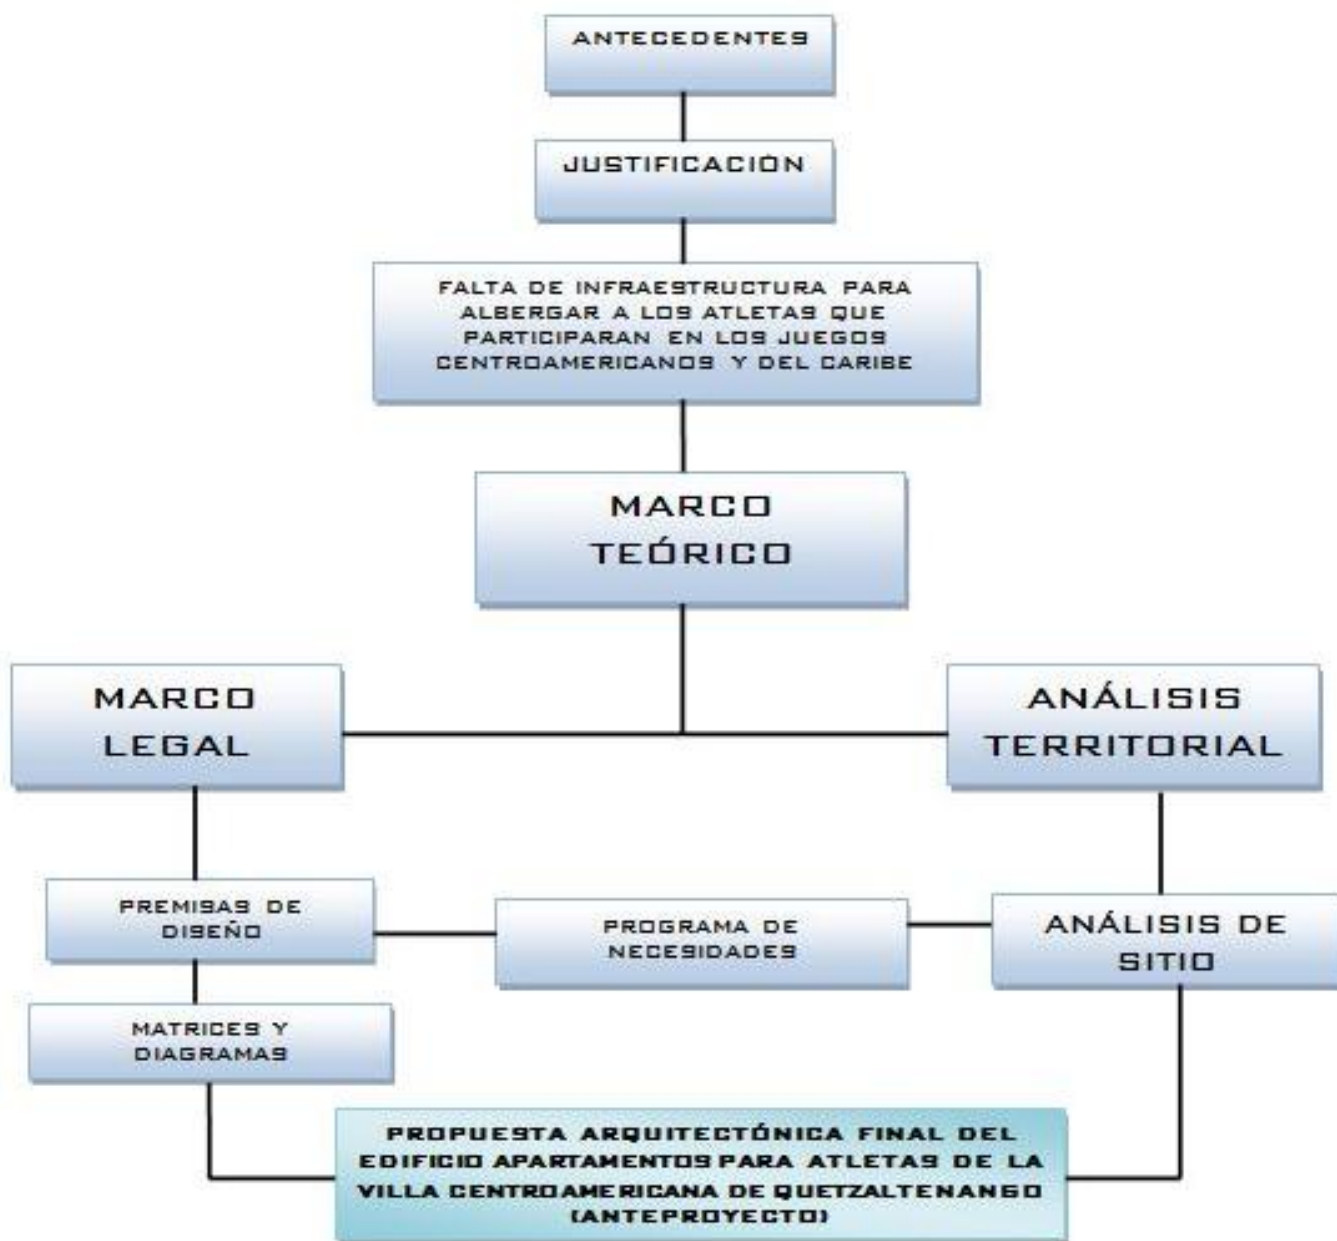 ANTECEDENTES
JUSTIFICACIÓN
FALTA DE INFRAESTRUCTURA PARA
ALBERGAR A LOS ATLETAS QUE
PARTICIPARAN EN LOS JUEGOS
CENTROAMERICANOS Y DEL CARIBE
MARCO
TEÓRICO
MARCO
LEGAL
ANÁLISIS
TERRITORIAL
PREMISAS DE
DISEÑO
PROGRAMA DE
NECESIDADES
ANÁLISIS DE
SITIO
MATRICES Y
DIAGRAMAS
PROPUESTA ARQUITECTÓNICA FINAL DEL
EDIFICIO APARTAMENTOS PARA ATLETAS DE LA
VILLA CENTROAMERICANA DE QUETZALTENANGO
(ANTEPROYECTO)